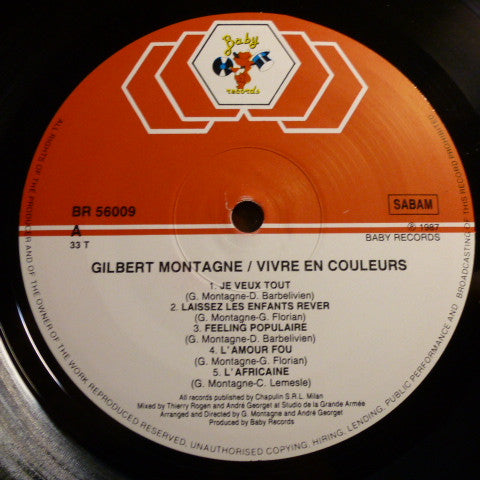 Baby
records
BR 56009
A
33 T
SABAM
℗ 1987
BABY RECORDS
GILBERT MONTAGNE / VIVRE EN COULEURS
1. JE VEUX TOUT
(G. Montagne-D. Barbelivien)
2. LAISSEZ LES ENFANTS REVER
(G. Montagne-G. Florian)
3. FEELING POPULAIRE
(G. Montagne-D. Barbelivien)
4. L'AMOUR FOU
(G. Montagne-G. Florian)
5. L'AFRICAINE
(G. Montagne-C. Lemesle)
All records published by Chapulin S.R.L. Milan
Mixed by Thierry Rogen and André Georget at Studio de la Grande Armée
Arranged and Directed by G. Montagne and André Georget
Produced by Baby Records
ALL RIGHTS OF THE PRODUCER AND OF THE OWNER OF THE WORK REPRODUCED RESERVED, UNAUTHORISED COPYING, HIRING, LENDING, PUBLIC PERFORMANCE AND BROADCASTING OF THIS RECORD PROHIBITED